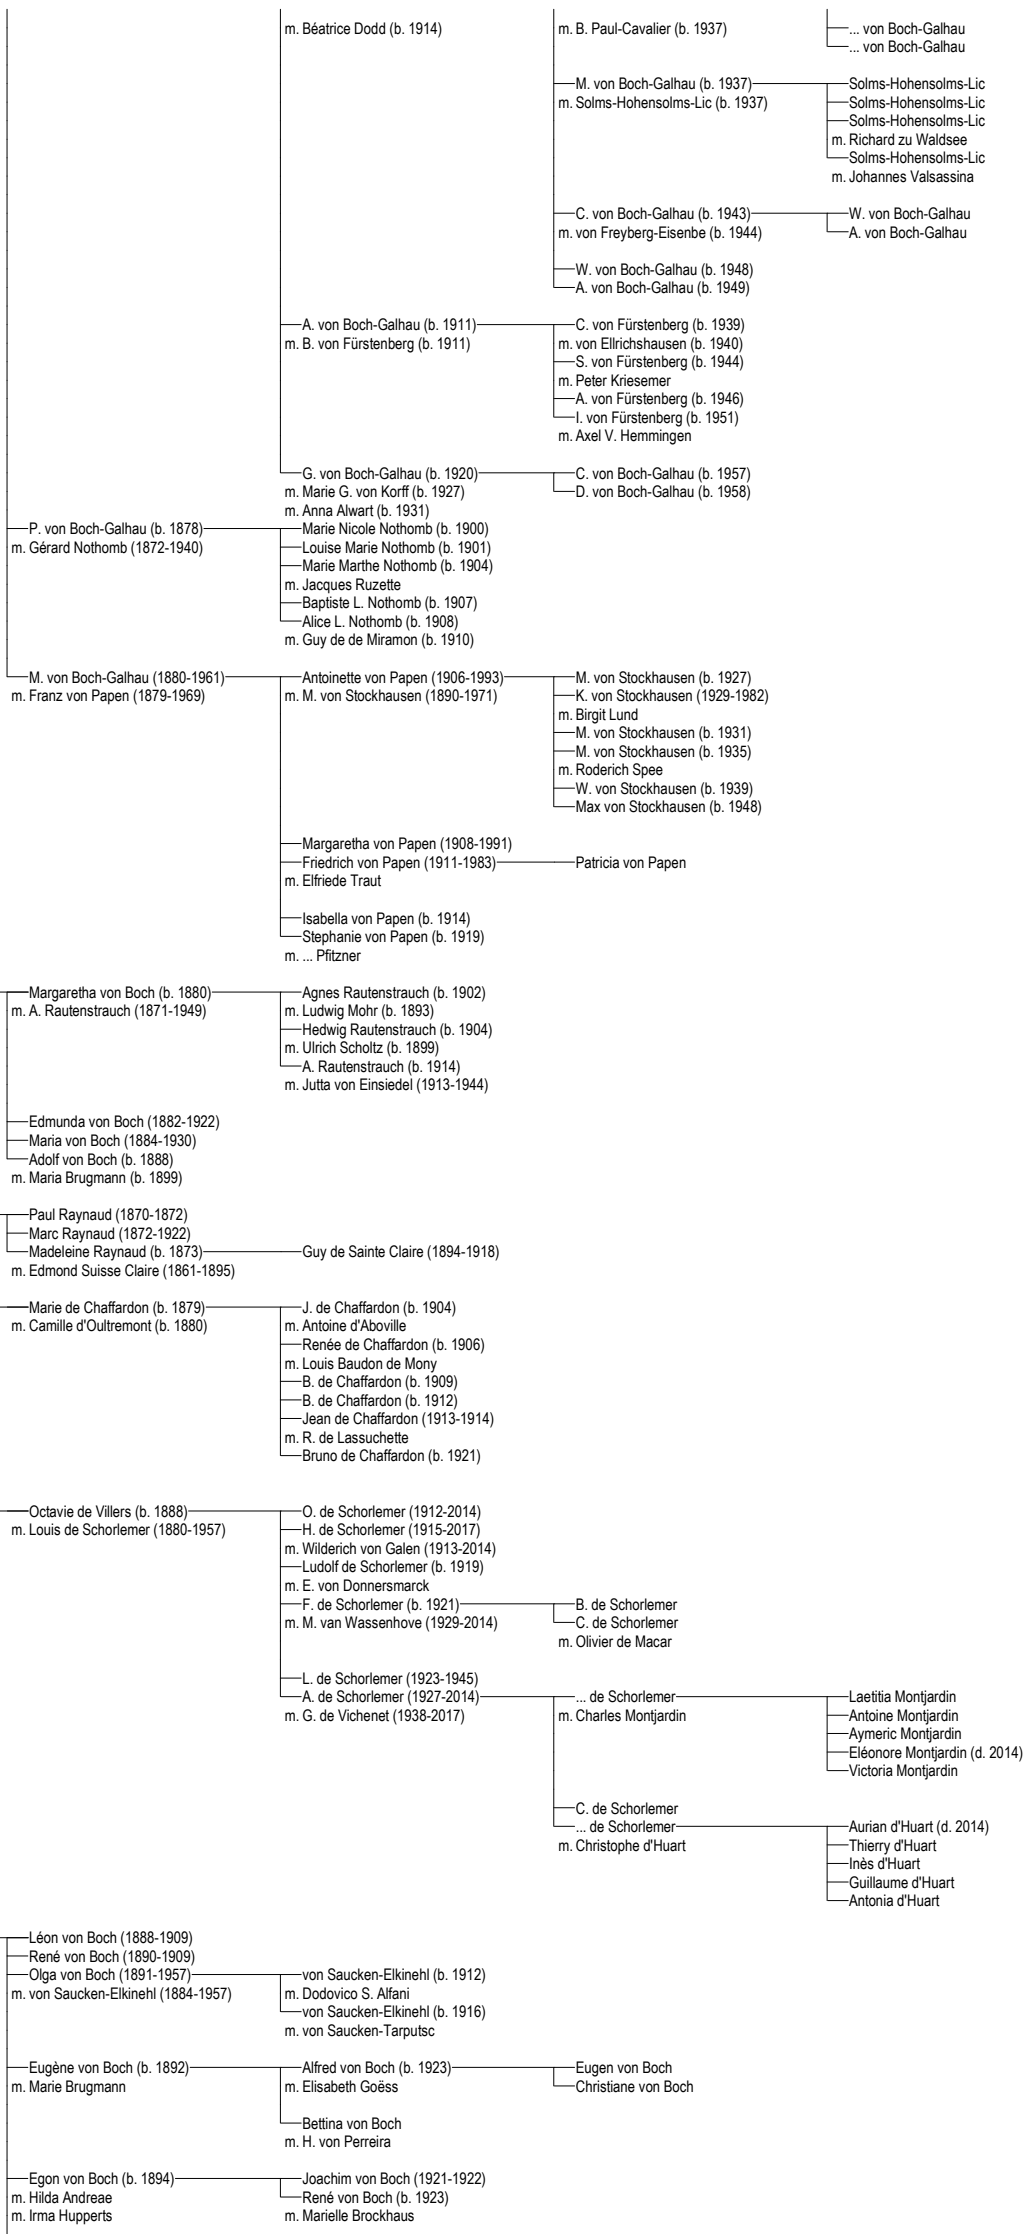 m. Béatrice Dodd (b. 1914)
m. B. Paul-Cavalier (b. 1937)
... von Boch-Galhau
... von Boch-Galhau
M. von Boch-Galhau (b. 1937)
Solms-Hohensolms-Lic
m. Solms-Hohensolms-Lic (b. 1937)
Solms-Hohensolms-Lic
Solms-Hohensolms-Lic
m. Richard zu Waldsee
Solms-Hohensolms-Lic
m. Johannes Valsassina
C. von Boch-Galhau (b. 1943)
W. von Boch-Galhau
m. von Freyberg-Eisenbe (b. 1944)
A. von Boch-Galhau
W. von Boch-Galhau (b. 1948)
A. von Boch-Galhau (b. 1949)
A. von Boch-Galhau (b. 1911)
C. von Fürstenberg (b. 1939)
m. B. von Fürstenberg (b. 1911)
m. von Ellrichshausen (b. 1940)
S. von Fürstenberg (b. 1944)
m. Peter Kriesemer
A. von Fürstenberg (b. 1946)
I. von Fürstenberg (b. 1951)
m. Axel V. Hemmingen
G. von Boch-Galhau (b. 1920)
C. von Boch-Galhau (b. 1957)
m. Marie G. von Korff (b. 1927)
D. von Boch-Galhau (b. 1958)
m. Anna Alwart (b. 1931)
P. von Boch-Galhau (b. 1878)
Marie Nicole Nothomb (b. 1900)
m. Gérard Nothomb (1872-1940)
Louise Marie Nothomb (b. 1901)
Marie Marthe Nothomb (b. 1904)
m. Jacques Ruzette
Baptiste L. Nothomb (b. 1907)
Alice L. Nothomb (b. 1908)
m. Guy de de Miramon (b. 1910)
M. von Boch-Galhau (1880-1961)
Antoinette von Papen (1906-1993)
M. von Stockhausen (b. 1927)
m. Franz von Papen (1879-1969)
m. M. von Stockhausen (1890-1971)
K. von Stockhausen (1929-1982)
m. Birgit Lund
M. von Stockhausen (b. 1931)
M. von Stockhausen (b. 1935)
m. Roderich Spee
W. von Stockhausen (b. 1939)
Max von Stockhausen (b. 1948)
Margaretha von Papen (1908-1991)
Friedrich von Papen (1911-1983)
Patricia von Papen
m. Elfriede Traut
Isabella von Papen (b. 1914)
Stephanie von Papen (b. 1919)
m. ... Pfitzner
Margaretha von Boch (b. 1880)
Agnes Rautenstrauch (b. 1902)
m. A. Rautenstrauch (1871-1949)
m. Ludwig Mohr (b. 1893)
Hedwig Rautenstrauch (b. 1904)
m. Ulrich Scholtz (b. 1899)
A. Rautenstrauch (b. 1914)
m. Jutta von Einsiedel (1913-1944)
Edmunda von Boch (1882-1922)
Maria von Boch (1884-1930)
Adolf von Boch (b. 1888)
m. Maria Brugmann (b. 1899)
Paul Raynaud (1870-1872)
Marc Raynaud (1872-1922)
Madeleine Raynaud (b. 1873)
Guy de Sainte Claire (1894-1918)
m. Edmond Suisse Claire (1861-1895)
Marie de Chaffardon (b. 1879)
J. de Chaffardon (b. 1904)
m. Camille d'Oultremont (b. 1880)
m. Antoine d'Aboville
Renée de Chaffardon (b. 1906)
m. Louis Baudon de Mony
B. de Chaffardon (b. 1909)
B. de Chaffardon (b. 1912)
Jean de Chaffardon (1913-1914)
m. R. de Lassuchette
Bruno de Chaffardon (b. 1921)
Octavie de Villers (b. 1888)
O. de Schorlemer (1912-2014)
m. Louis de Schorlemer (1880-1957)
H. de Schorlemer (1915-2017)
m. Wilderich von Galen (1913-2014)
Ludolf de Schorlemer (b. 1919)
m. E. von Donnersmarck
F. de Schorlemer (b. 1921)
B. de Schorlemer
m. M. van Wassenhove (1929-2014)
C. de Schorlemer
m. Olivier de Macar
L. de Schorlemer (1923-1945)
A. de Schorlemer (1927-2014)
... de Schorlemer
Laetitia Montjardin
m. G. de Vichenet (1938-2017)
m. Charles Montjardin
Antoine Montjardin
Aymeric Montjardin
Eléonore Montjardin (d. 2014)
Victoria Montjardin
C. de Schorlemer
... de Schorlemer
Aurian d'Huart (d. 2014)
m. Christophe d'Huart
Thierry d'Huart
Inès d'Huart
Guillaume d'Huart
Antonia d'Huart
Léon von Boch (1888-1909)
René von Boch (1890-1909)
Olga von Boch (1891-1957)
von Saucken-Elkinehl (b. 1912)
m. von Saucken-Elkinehl (1884-1957)
m. Dodovico S. Alfani
von Saucken-Elkinehl (b. 1916)
m. von Saucken-Tarputsc
Eugène von Boch (b. 1892)
Alfred von Boch (b. 1923)
Eugen von Boch
m. Marie Brugmann
m. Elisabeth Goëss
Christiane von Boch
Bettina von Boch
m. H. von Perreira
Egon von Boch (b. 1894)
Joachim von Boch (1921-1922)
m. Hilda Andreae
René von Boch (b. 1923)
m. Irma Hupperts
m. Marielle Brockhaus